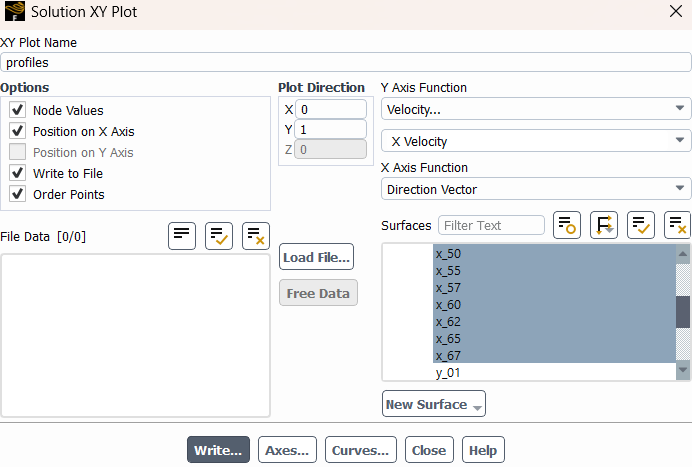 F
Solution XY Plot
XY Plot Name
profiles
Options
Node Values
Position on X Axis
Position on Y Axis
Write to File
Order Points
Plot Direction
X 0
Y 1
Z 0
Y Axis Function
Velocity...
X Velocity
X Axis Function
Direction Vector
File Data [0/0]
Load File...
Free Data
Surfaces Filter Text
x_50
x_55
x_57
x_60
x_62
x_65
x_67
y_01
New Surface
Write... Axes... Curves... Close Help